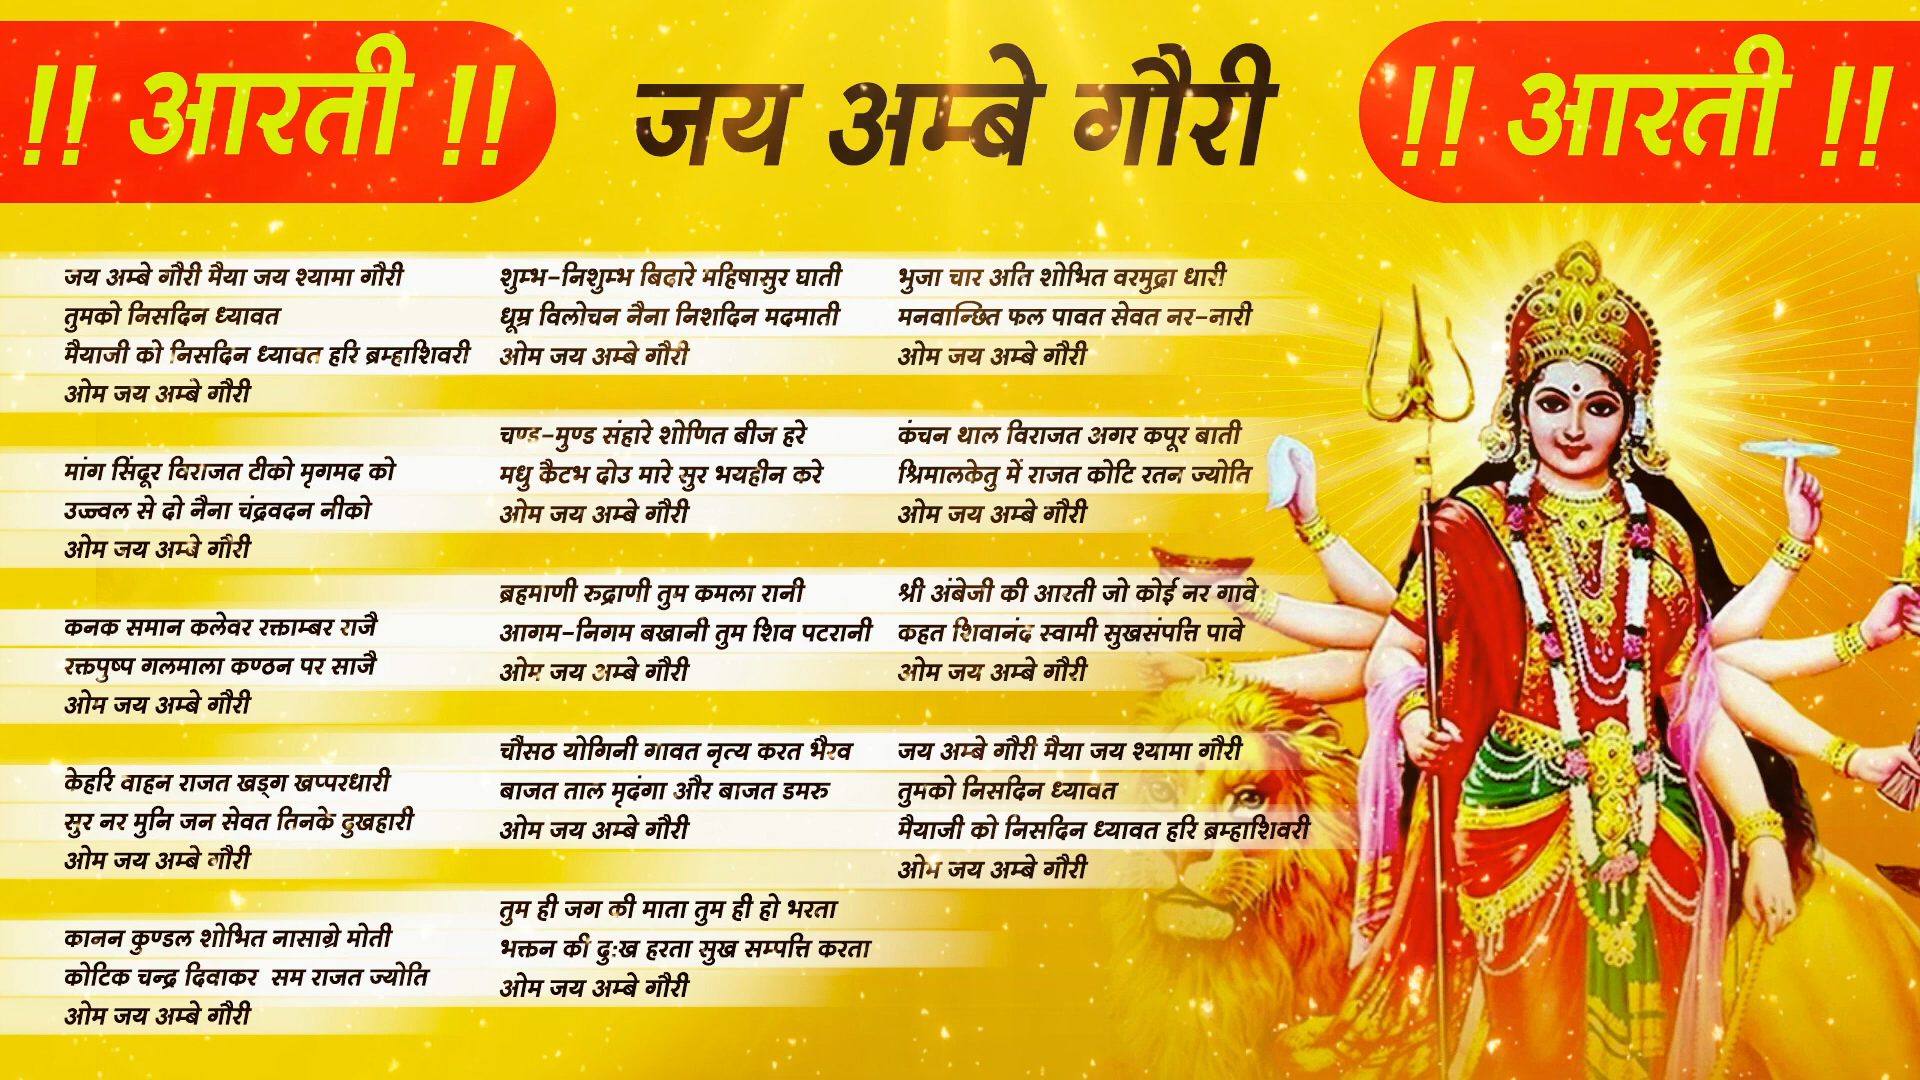 !! आरती !!
जय अम्बे गौरी
!! आरती !!
जय अम्बे गौरी मैया जय श्यामा गौरी
तुमको निसदिन ध्यावत
मैयाजी को निसदिन ध्यावत हरि ब्रम्हाशिवरी
ओम जय अम्बे गौरी
मांग सिंदूर विराजत टीको मृगमद को
उज्ज्वल से दो नैना चंद्रवदन नीको
ओम जय अम्बे गौरी
कनक समान कलेवर रक्ताम्बर राजै
रक्तपुष्प गलमाला कण्ठन पर साजै
ओम जय अम्बे गौरी
केहरि वाहन राजत खड्ग खप्परधारी
सुर नर मुनि जन सेवत तिनके दुखहारी
ओम जय अम्बे गौरी
कानन कुण्डल शोभित नासाग्रे मोती
कोटिक चन्द्र दिवाकर सम राजत ज्योति
ओम जय अम्बे गौरी
शुम्भ-निशुम्भ बिदारे महिषासुर घाती
धूम्र विलोचन नैना निशदिन मदमाती
ओम जय अम्बे गौरी
चण्ड-मुण्ड संहारे शोणित बीज हरे
मधु कैटभ दोउ मारे सुर भयहीन करे
ओम जय अम्बे गौरी
ब्रहमाणी रुद्राणी तुम कमला रानी
आगम-निगम बखानी तुम शिव पटरानी
ओम जय अम्बे गौरी
चौंसठ योगिनी गावत नृत्य करत भैरव
बाजत ताल मृदंगा और बाजत डमरु
ओम जय अम्बे गौरी
तुम ही जग की माता तुम ही हो भरता
भक्तन की दुःख हरता सुख सम्पत्ति करता
ओम जय अम्बे गौरी
भुजा चार अति शोभित वरमुद्रा धारी
मनवान्छित फल पावत सेवत नर-नारी
ओम जय अम्बे गौरी
कंचन थाल विराजत अगर कपूर बाती
श्रिमालकेतु में राजत कोटि रतन ज्योति
ओम जय अम्बे गौरी
श्री अंबेजी की आरती जो कोई नर गावे
कहत शिवानंद स्वामी सुखसंपत्ति पावे
ओम जय अम्बे गौरी
जय अम्बे गौरी मैया जय श्यामा गौरी
तुमको निसदिन ध्यावत
मैयाजी को निसदिन ध्यावत हरि ब्रम्हाशिवरी
ओम जय अम्बे गौरी